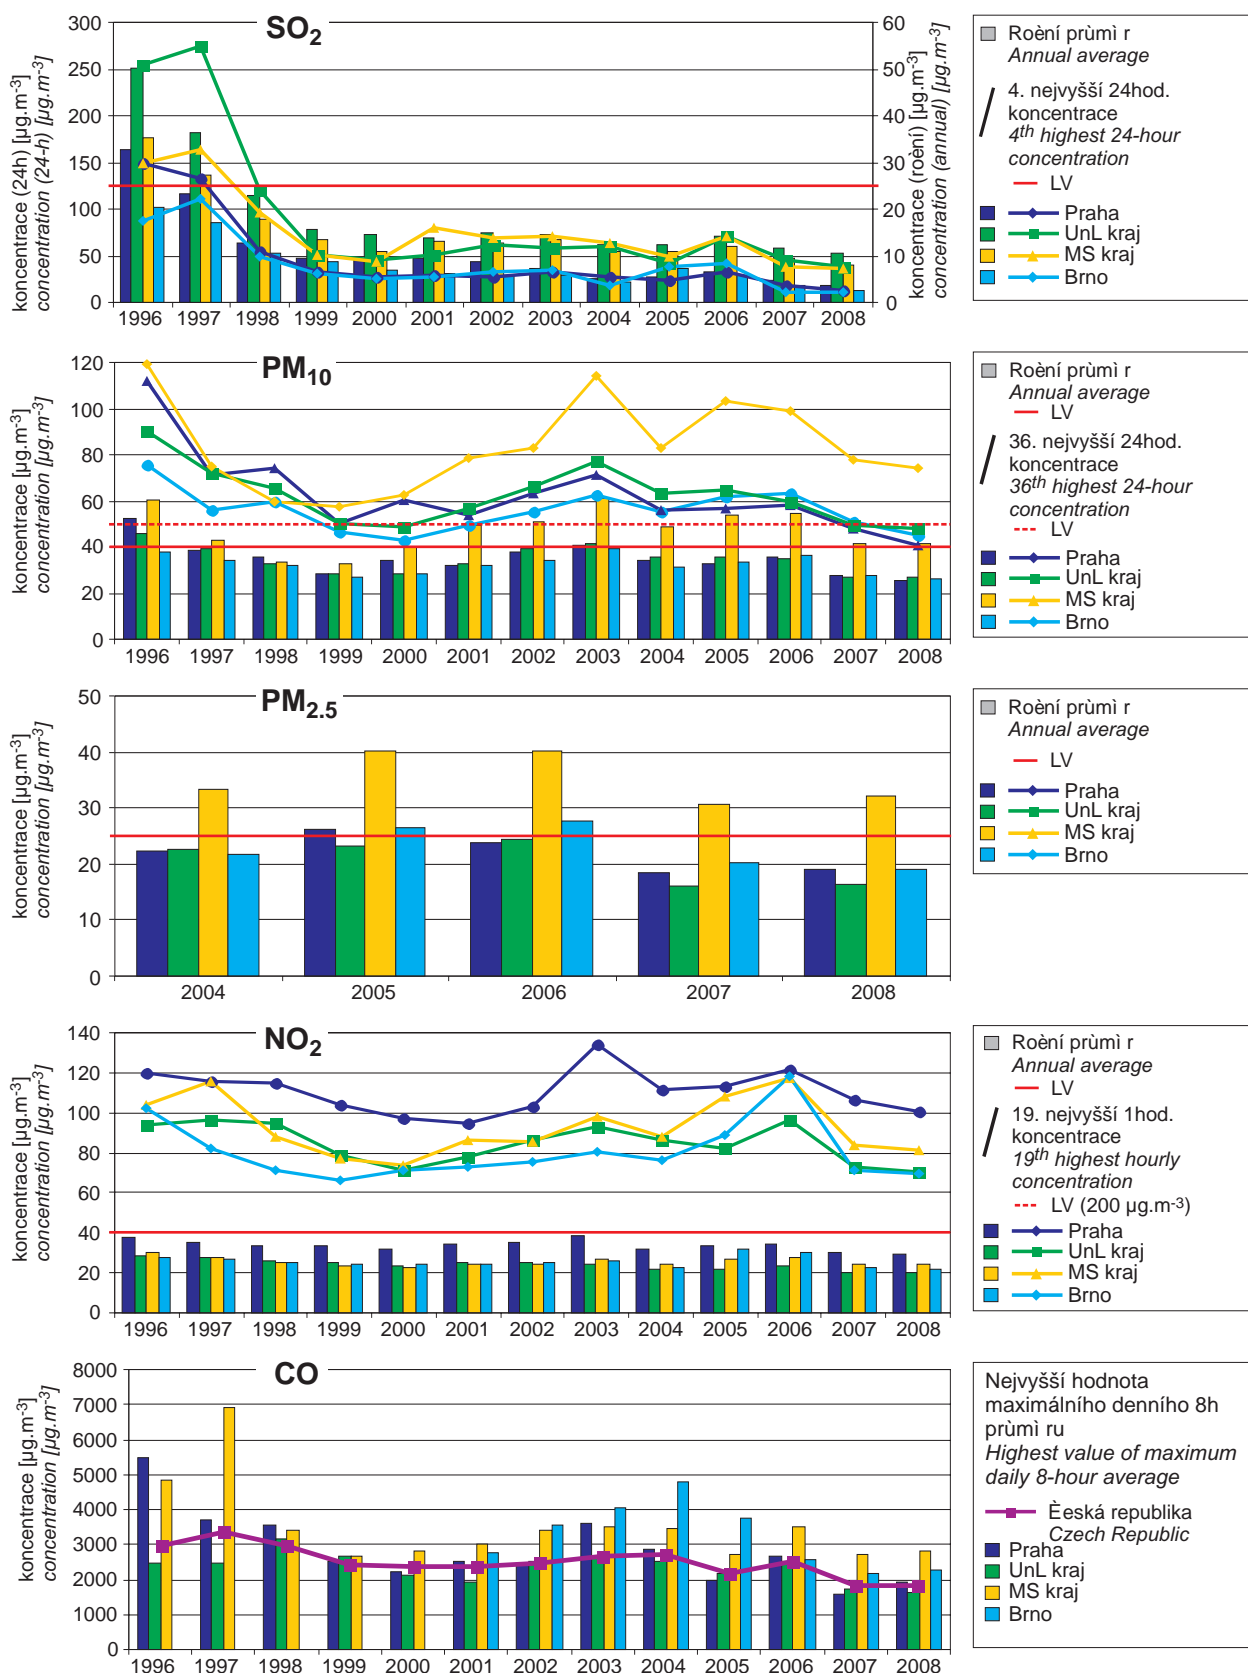 SO2
koncentrace (24h) [µg.m-3]
concentration (24-h) [µg.m-3]
300
250
200
150
100
50
0
60
50
40
30
20
10
0
koncentrace (roèní) [µg.m-3]
concentration (annual) [µg.m-3]
1996 1997 1998 1999 2000 2001 2002 2003 2004 2005 2006 2007 2008
Roèní prùmì r
Annual average
4. nejvyšší 24hod.
koncentrace
4th highest 24-hour
concentration
LV
Praha
UnL kraj
MS kraj
Brno
PM10
koncentrace [µg.m-3]
concentration [µg.m-3]
120
100
80
60
40
20
0
1996 1997 1998 1999 2000 2001 2002 2003 2004 2005 2006 2007 2008
Roèní prùmì r
Annual average
LV
36. nejvyšší 24hod.
koncentrace
36th highest 24-hour
concentration
LV
Praha
UnL kraj
MS kraj
Brno
PM2.5
koncentrace [µg.m-3]
concentration [µg.m-3]
50
40
30
20
10
0
2004 2005 2006 2007 2008
Roèní prùmì r
Annual average
LV
Praha
UnL kraj
MS kraj
Brno
NO2
koncentrace [µg.m-3]
concentration [µg.m-3]
140
120
100
80
60
40
20
0
1996 1997 1998 1999 2000 2001 2002 2003 2004 2005 2006 2007 2008
Roèní prùmì r
Annual average
LV
19. nejvyšší 1hod.
koncentrace
19th highest hourly
concentration
LV (200 µg.m-3)
Praha
UnL kraj
MS kraj
Brno
CO
koncentrace [µg.m-3]
concentration [µg.m-3]
8000
7000
6000
5000
4000
3000
2000
1000
0
1996 1997 1998 1999 2000 2001 2002 2003 2004 2005 2006 2007 2008
Nejvyšší hodnota
maximálního denního 8h
prùmì ru
Highest value of maximum
daily 8-hour average
Èeská republika
Czech Republic
Praha
UnL kraj
MS kraj
Brno